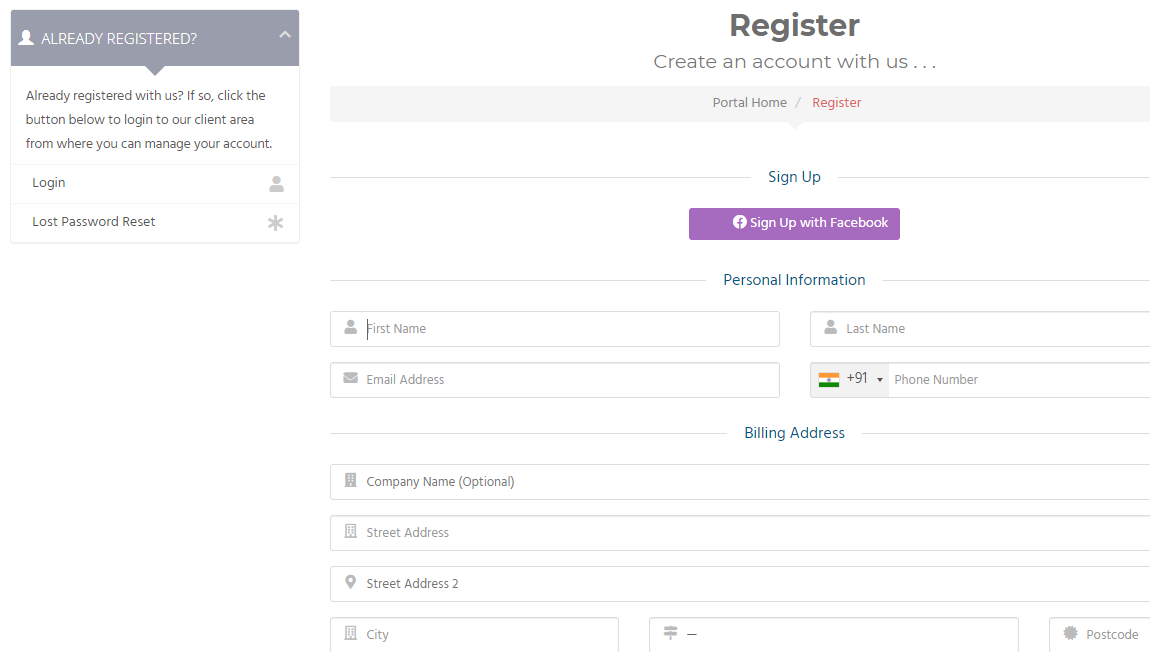 ALREADY REGISTERED?
Already registered with us? If so, click the
button below to login to our client area
from where you can manage your account.
Login
Lost Password Reset
Register
Create an account with us . . .
Portal Home / Register
Sign Up
Sign Up with Facebook
Personal Information
First Name
Last Name
Email Address
+91
Phone Number
Billing Address
Company Name (Optional)
Street Address
Street Address 2
City
—
Postcode